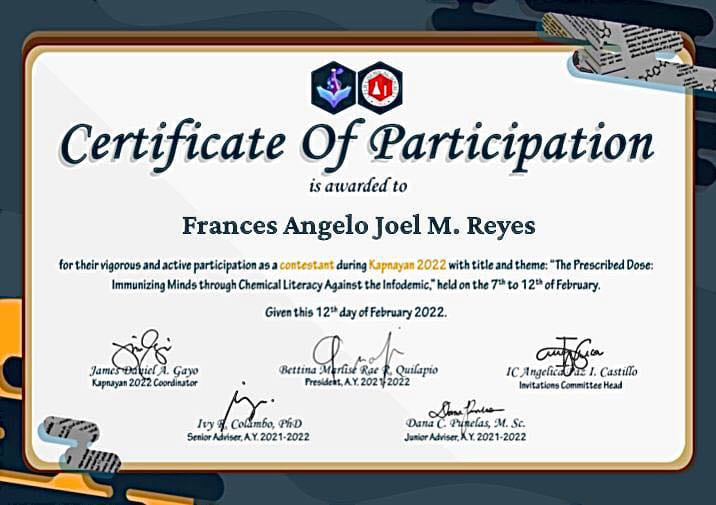 Certificate Of Participation
is awarded to
Frances Angelo Joel M. Reyes
for their vigorous and active participation as a contestant during Kapnayan 2022 with title and theme: "The Prescribed Dose:
Immunizing Minds through Chemical Literacy Against the Infodemic," held on the 7th to 12th of February.
Given this 12th day of February 2022.
James Daniel A. Gayo
Kapnayan 2022 Coordinator
Bettina Marlise Rae R. Quilapio
President, A.Y. 2021-2022
IC Angelica Paz I. Castillo
Invitations Committee Head
Ivy Colambo, PhD
Senior Adviser, A.Y. 2021-2022
Dana C. Punelas, M. Sc.
Junior Adviser, A.Y. 2021-2022